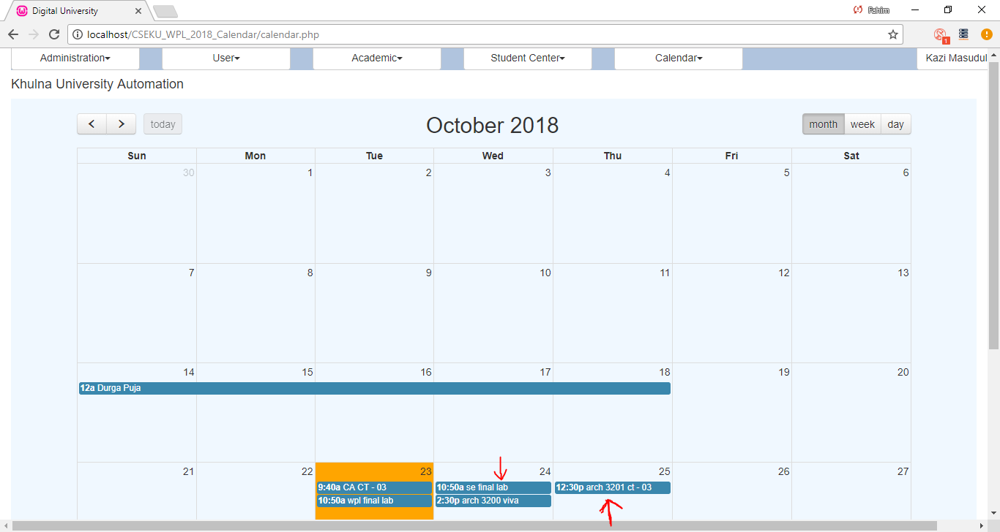 Digital University
Fahim
localhost/CSEKU_WPL_2018_Calendar/calendar.php
1
Administration User Academic Student Center Calendar Kazi Masudul
Khulna University Automation
today October 2018 month week day
Sun Mon Tue Wed Thu Fri Sat
30 1 2 3 4 5 6
7 8 9 10 11 12 13
14 15 16 17 18 19 20
12a Durga Puja
21 22 23 24 25 26 27
9:40a CA CT - 03 10:50a se final lab 12:30p arch 3201 ct - 03
10:50a wpl final lab 2:30p arch 3200 viva